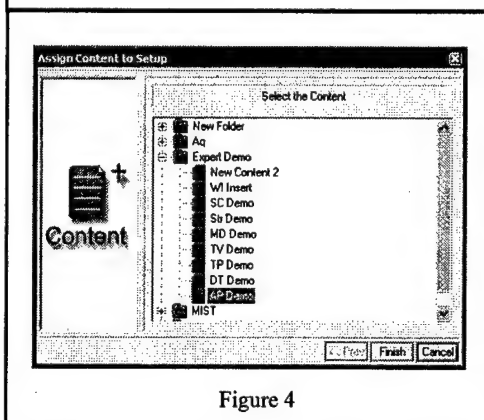 Assign Content to Setup
Select the Content
New Folder
Aq
Expert Demo
New Content 2
WI Insert
SC Demo
Str Demo
MD Demo
TV Demo
TP Demo
DT Demo
AP Demo
MIST
Content
< Prev Finish Cancel
Figure 4